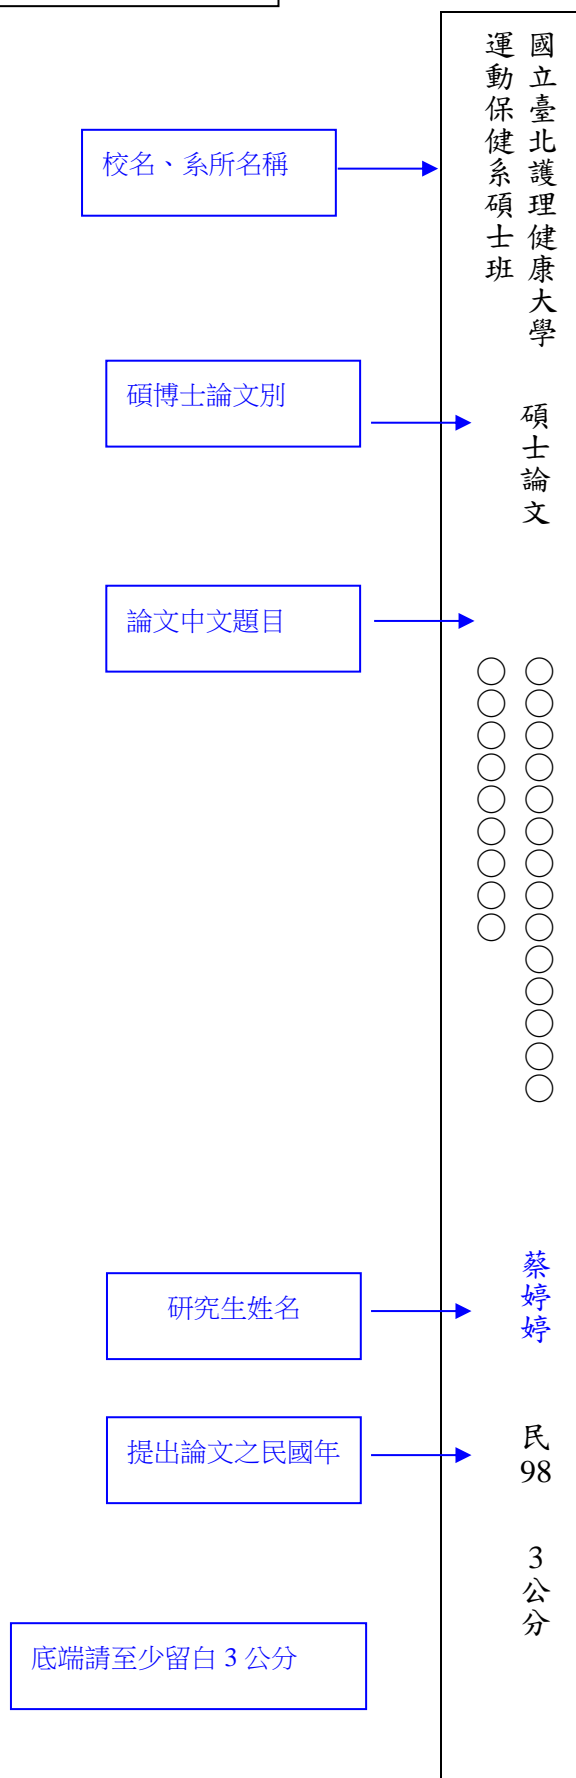 國立臺北護理健康大學
運動保健系碩士班
校名、系所名稱
碩士論文
碩博士論文別
論文中文題目
○○○○○○○○○○○○○○
○○○○○○○○○
蔡婷婷
研究生姓名
民98
提出論文之民國年
3公分
底端請至少留白 3 公分